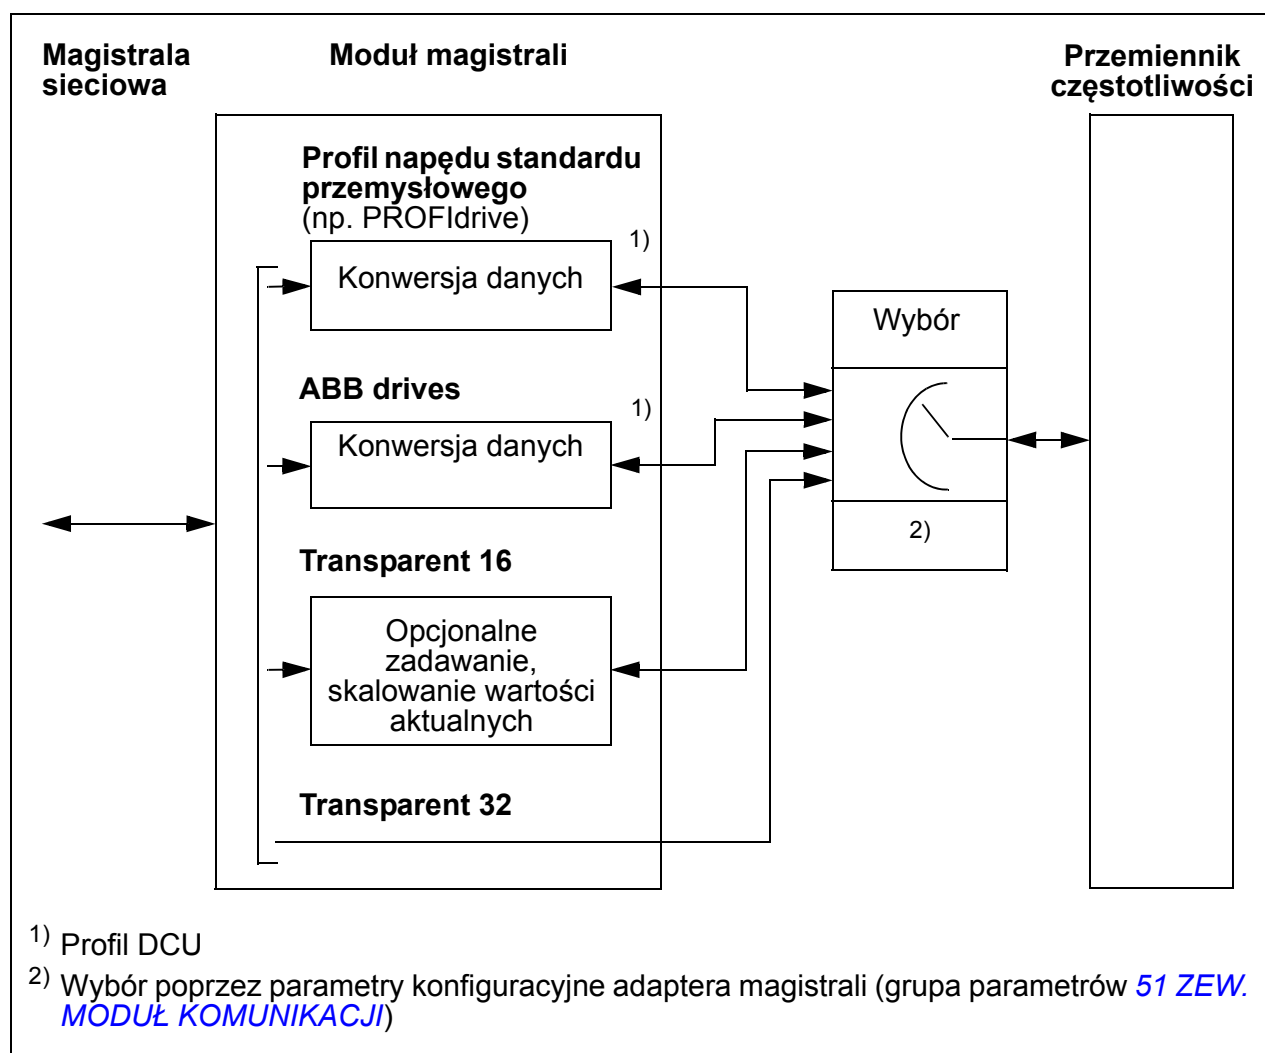 Magistrala
sieciowa
Moduł magistrali
Przemiennik
częstotliwości
Profil napędu standardu
przemysłowego
(np. PROFIdrive)
1)
Konwersja danych
Wybór
ABB drives
1)
Konwersja danych
2)
Transparent 16
Opcjonalne
zadawanie,
skalowanie wartości
aktualnych
Transparent 32
1) Profil DCU
2) Wybór poprzez parametry konfiguracyjne adaptera magistrali (grupa parametrów 51 ZEW.
MODUŁ KOMUNIKACJI)